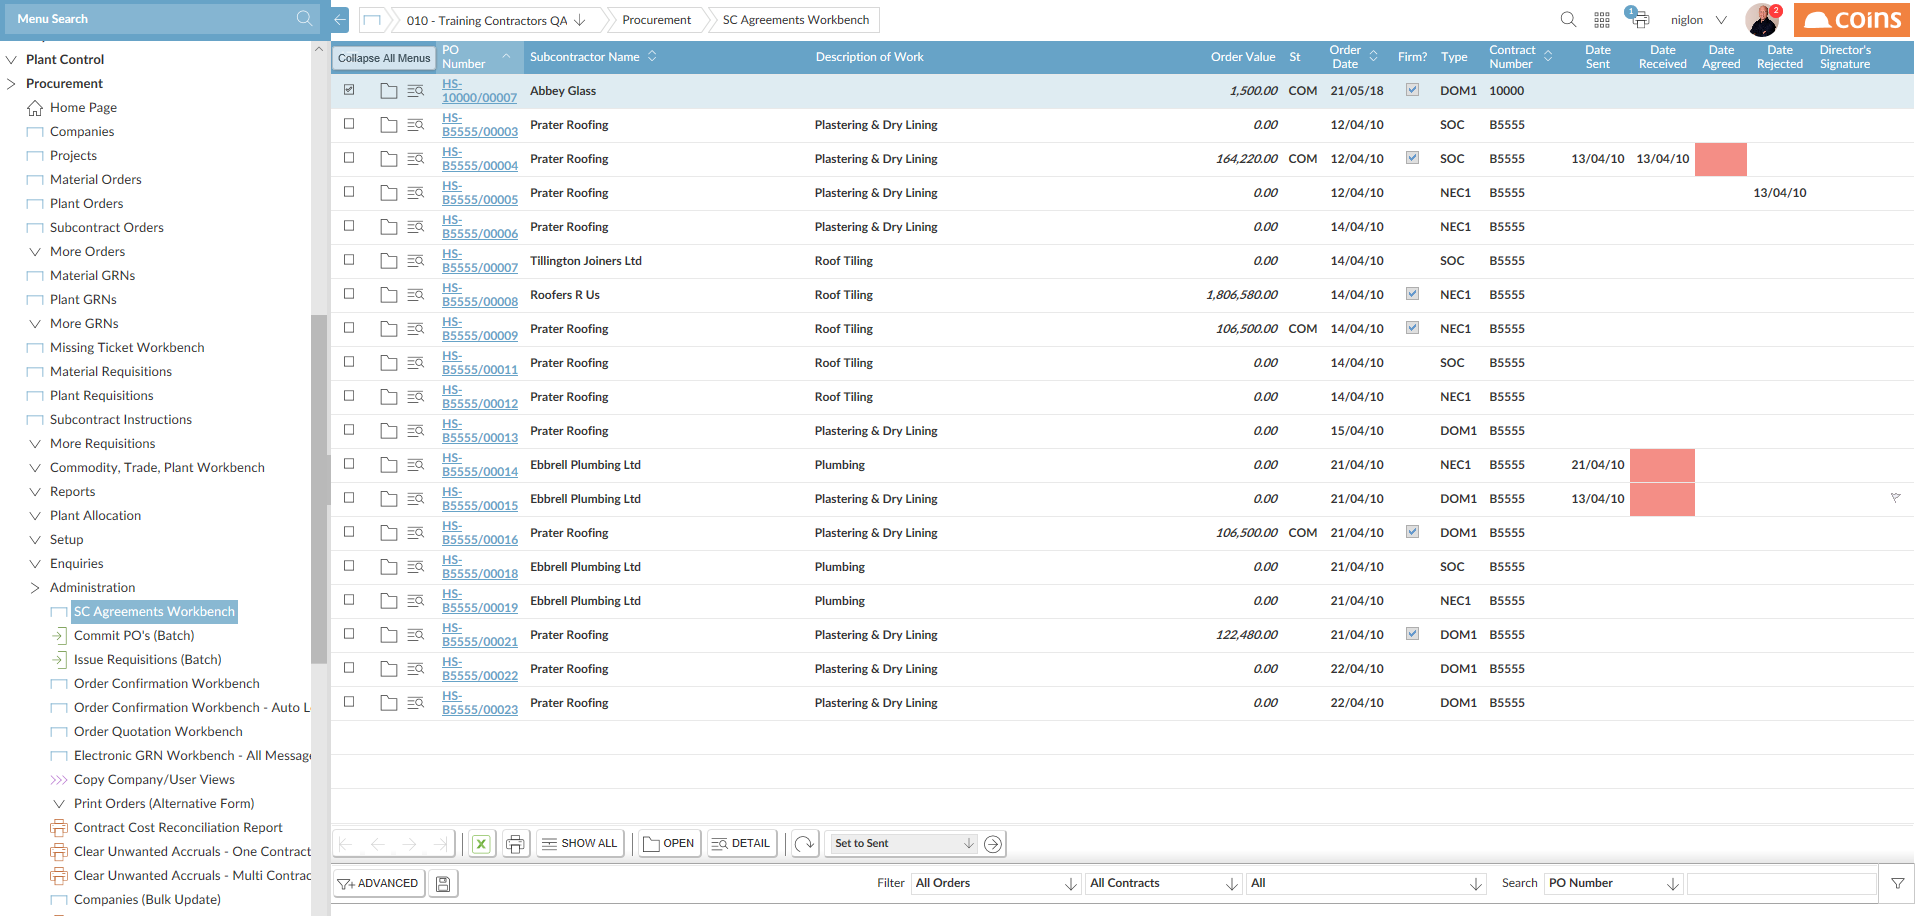 Menu Search
010 - Training Contractors QA
Procurement
SC Agreements Workbench
1
niglon
2
coins
Plant Control
Procurement
Home Page
Companies
Projects
Material Orders
Plant Orders
Subcontract Orders
More Orders
Material GRNs
Plant GRNs
More GRNs
Missing Ticket Workbench
Material Requisitions
Plant Requisitions
Subcontract Instructions
More Requisitions
Commodity, Trade, Plant Workbench
Reports
Plant Allocation
Setup
Enquiries
Administration
SC Agreements Workbench
Commit PO's (Batch)
Issue Requisitions (Batch)
Order Confirmation Workbench
Order Confirmation Workbench - Auto
Order Quotation Workbench
Electronic GRN Workbench - All Message
Copy Company/User Views
Print Orders (Alternative Form)
Contract Cost Reconciliation Report
Clear Unwanted Accruals - One Contract
Clear Unwanted Accruals - Multi Contrac
Companies (Bulk Update)
Collapse All Menus
PO Number Subcontractor Name Description of Work Order Value St Order Date Firm? Type Contract Number Date Sent Date Received Date Agreed Date Rejected Director's Signature
HS-10000/00007 Abbey Glass 1,500.00 COM 21/05/18 DOM1 10000
HS-B5555/00003 Prater Roofing Plastering & Dry Lining 0.00 12/04/10 SOC B5555
HS-B5555/00004 Prater Roofing Plastering & Dry Lining 164,220.00 COM 12/04/10 SOC B5555 13/04/10 13/04/10
HS-B5555/00005 Prater Roofing Plastering & Dry Lining 0.00 12/04/10 NEC1 B5555 13/04/10
HS-B5555/00006 Prater Roofing Plastering & Dry Lining 0.00 14/04/10 NEC1 B5555
HS-B5555/00007 Tillington Joiners Ltd Roof Tiling 0.00 14/04/10 SOC B5555
HS-B5555/00008 Roofers R Us Roof Tiling 1,806,580.00 14/04/10 NEC1 B5555
HS-B5555/00009 Prater Roofing Roof Tiling 106,500.00 COM 14/04/10 NEC1 B5555
HS-B5555/00011 Prater Roofing Roof Tiling 0.00 14/04/10 SOC B5555
HS-B5555/00012 Prater Roofing Roof Tiling 0.00 14/04/10 NEC1 B5555
HS-B5555/00013 Prater Roofing Plastering & Dry Lining 0.00 15/04/10 DOM1 B5555
HS-B5555/00014 Ebbrell Plumbing Ltd Plumbing 0.00 21/04/10 NEC1 B5555 21/04/10
HS-B5555/00015 Ebbrell Plumbing Ltd Plastering & Dry Lining 0.00 21/04/10 DOM1 B5555 13/04/10
HS-B5555/00016 Prater Roofing Plastering & Dry Lining 106,500.00 COM 21/04/10 DOM1 B5555
HS-B5555/00018 Ebbrell Plumbing Ltd Plumbing 0.00 21/04/10 SOC B5555
HS-B5555/00019 Ebbrell Plumbing Ltd Plumbing 0.00 21/04/10 NEC1 B5555
HS-B5555/00021 Prater Roofing Plastering & Dry Lining 122,480.00 21/04/10 DOM1 B5555
HS-B5555/00022 Prater Roofing Plastering & Dry Lining 0.00 22/04/10 DOM1 B5555
HS-B5555/00023 Prater Roofing Plastering & Dry Lining 0.00 22/04/10 DOM1 B5555
X SHOW ALL OPEN DETAIL Set to Sent
ADVANCED Filter All Orders All Contracts All Search PO Number